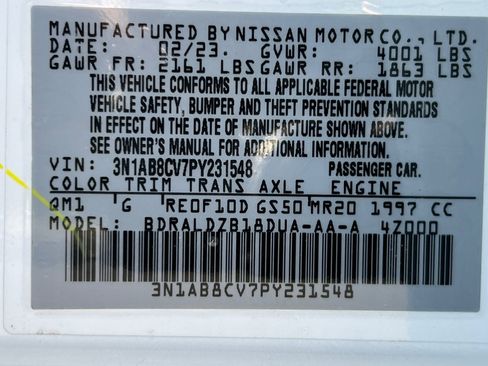 MANUFACTURED BY NISSAN MOTOR CO., LTD.
DATE: 02/23. GVWR: 4001 LBS
GAWR FR: 2161 LBS GAWR RR: 1863 LBS
THIS VEHICLE CONFORMS TO ALL APPLICABLE FEDERAL MOTOR
VEHICLE SAFETY, BUMPER AND THEFT PREVENTION STANDARDS
IN EFFECT ON THE DATE OF MANUFACTURE SHOWN ABOVE.
SEE OWNER'S MANUAL FOR ADDITIONAL INFORMATION.
VIN: 3N1AB8CV7PY231548 PASSENGER CAR.
COLOR TRIM TRANS AXLE ENGINE
QM1 G RE0F10D GS50 MR20 1997 CC
MODEL: BDRALDZB18DUA-AA-A 4Z000
3N1AB8CV7PY231548